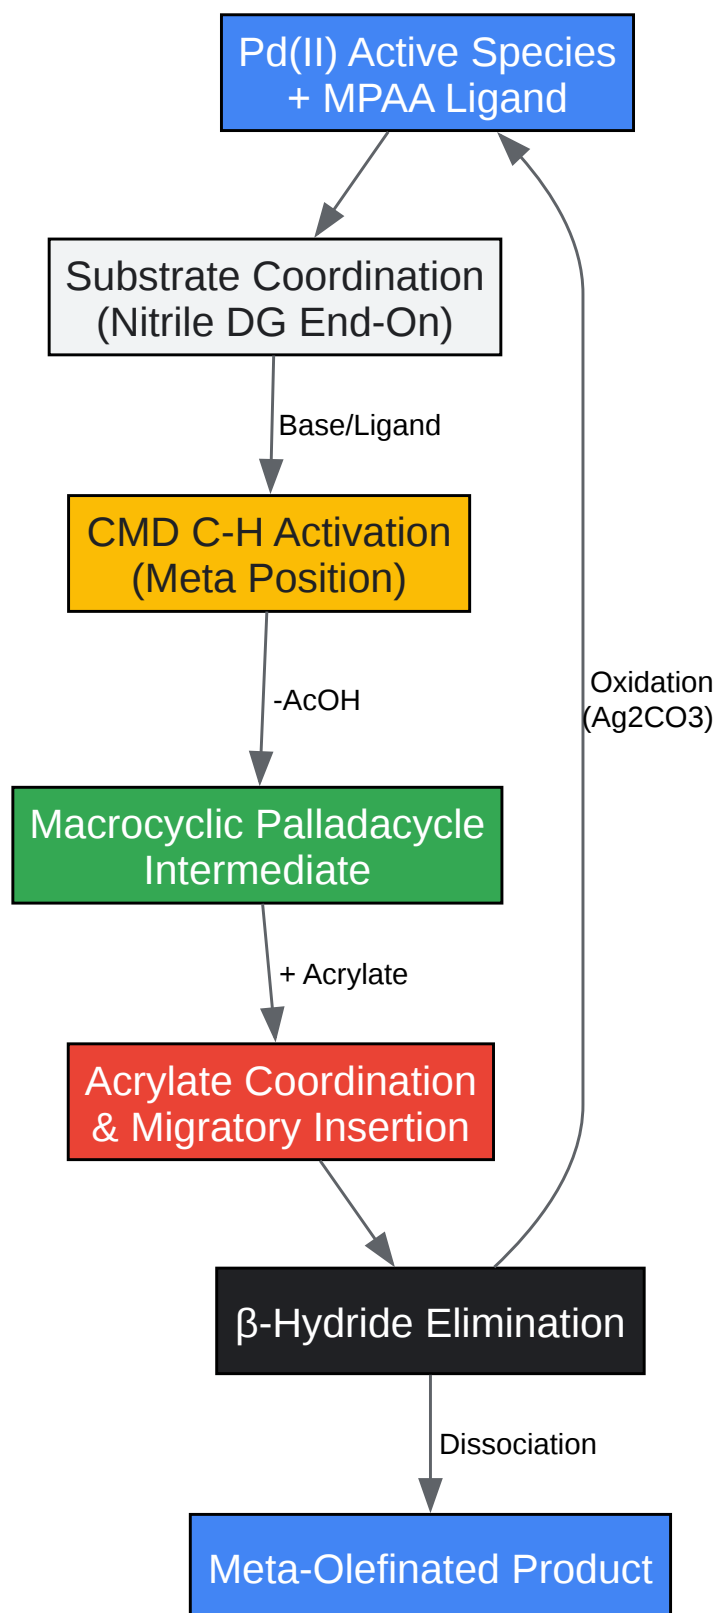 Pd(II) Active Species
+ MPAA Ligand
Substrate Coordination
(Nitrile DG End-On)
Base/Ligand
CMD C-H Activation
(Meta Position)
Oxidation
(Ag2CO3)
-AcOH
Macrocyclic Palladacycle
Intermediate
+ Acrylate
Acrylate Coordination
& Migratory Insertion
β-Hydride Elimination
Dissociation
Meta-Olefinated Product